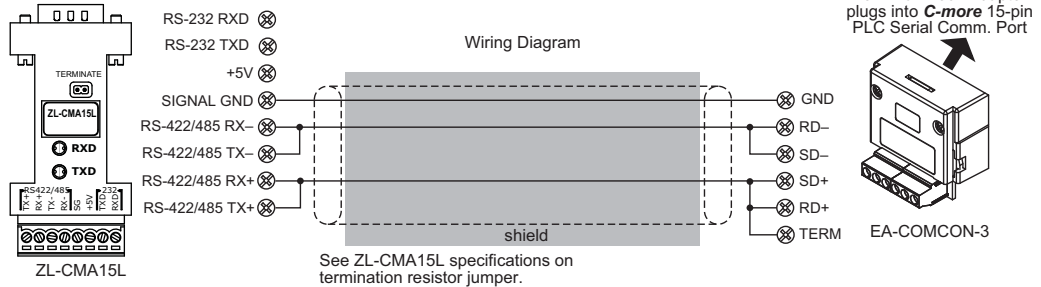 plugs into C-more 15-pin
PLC Serial Comm. Port
RS-232 RXD
RS-232 TXD
+5V
SIGNAL GND
RS-422/485 RX–
RS-422/485 TX–
RS-422/485 RX+
RS-422/485 TX+
Wiring Diagram
shield
See ZL-CMA15L specifications on
termination resistor jumper.
GND
RD–
SD–
SD+
RD+
TERM
EA-COMCON-3
TERMINATE
ZL-CMA15L
RXD
TXD
RS422/485
232
TX+
RX+
TX-
RX-
SG
+5V
TXD
RXD
ZL-CMA15L